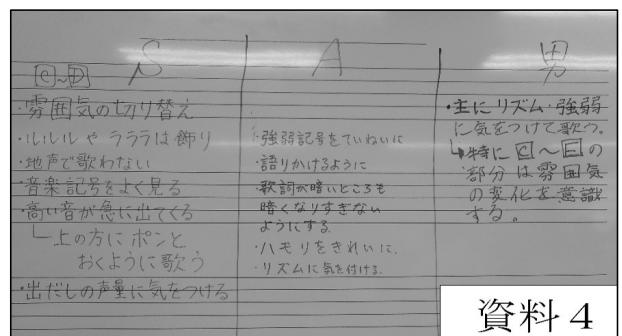 S
C～D
・雰囲気の切り替え
・ルルルや ラララは飾り
・地声で歌わない
・音楽記号をよく見る
・高い音が急に出てくる
└上の方に ポンと
おくように歌う
・出だしの声量に気をつける
A
・強弱記号をていねいに
・語りかけるように
歌詞が暗いところも
暗くなりすぎない
ようにする
・ハモリをきれいに、
・リズムに気を付ける。
男
・主に リズム・強弱
に気をつけて歌う。
↳特に C～E の
部分は雰囲気
の変化を意識
する。
資料４